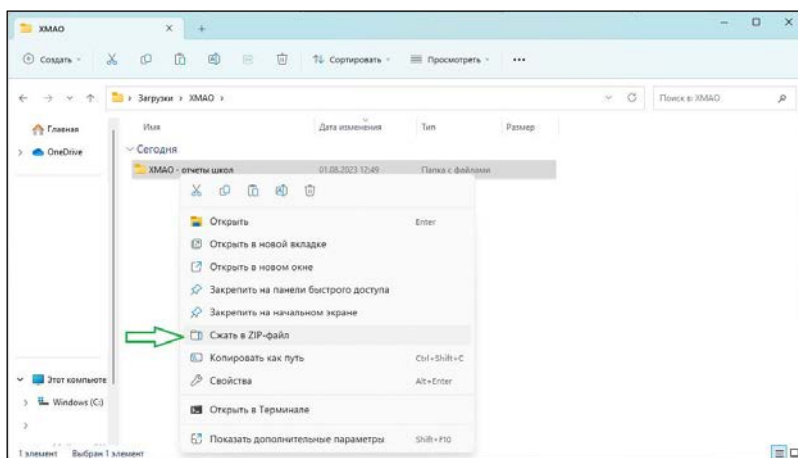 ХМАО
Создать
Сортировать
Просмотреть
Загрузки › ХМАО ›
Поиск в: ХМАО
Главная
OneDrive
Имя Дата изменения Тип Размер
Сегодня
ХМАО - отчеты школ 01.08.2023 12:49 Папка с файлами
Открыть Enter
Открыть в новой вкладке
Открыть в новом окне
Закрепить на панели быстрого доступа
Закрепить на начальном экране
Сжать в ZIP-файл
Копировать как путь Ctrl+Shift+C
Свойства Alt+Enter
Открыть в Терминале
Показать дополнительные параметры Shift+F10
Этот компьюте
Windows (C:)
1 элемент Выбран 1 элемент